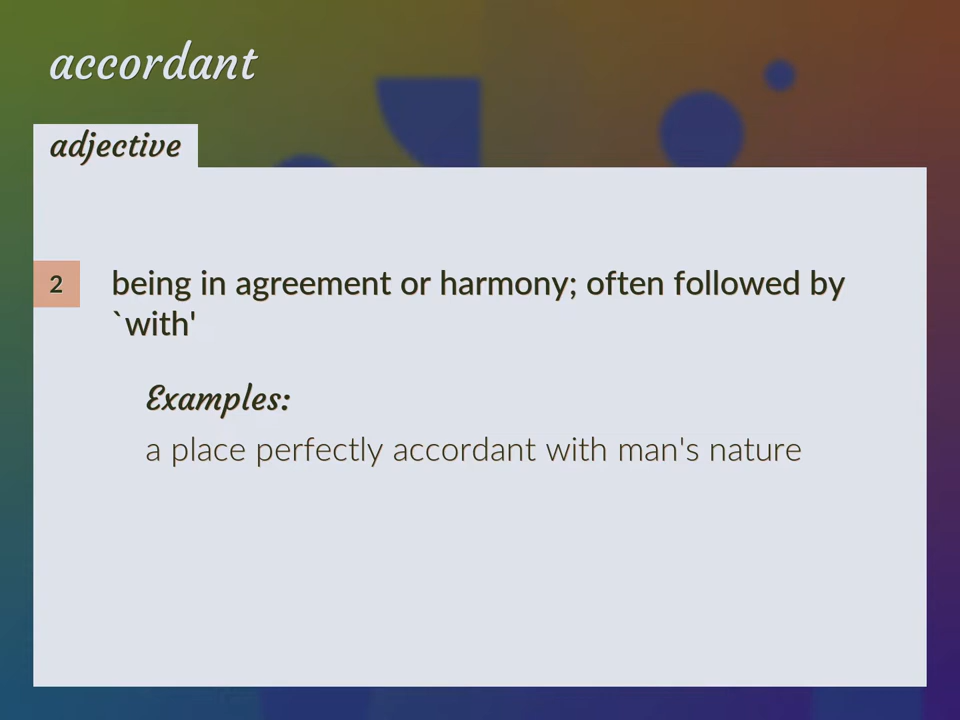 accordant
adjective
2
being in agreement or harmony; often followed by
`with'
Examples:
a place perfectly accordant with man's nature